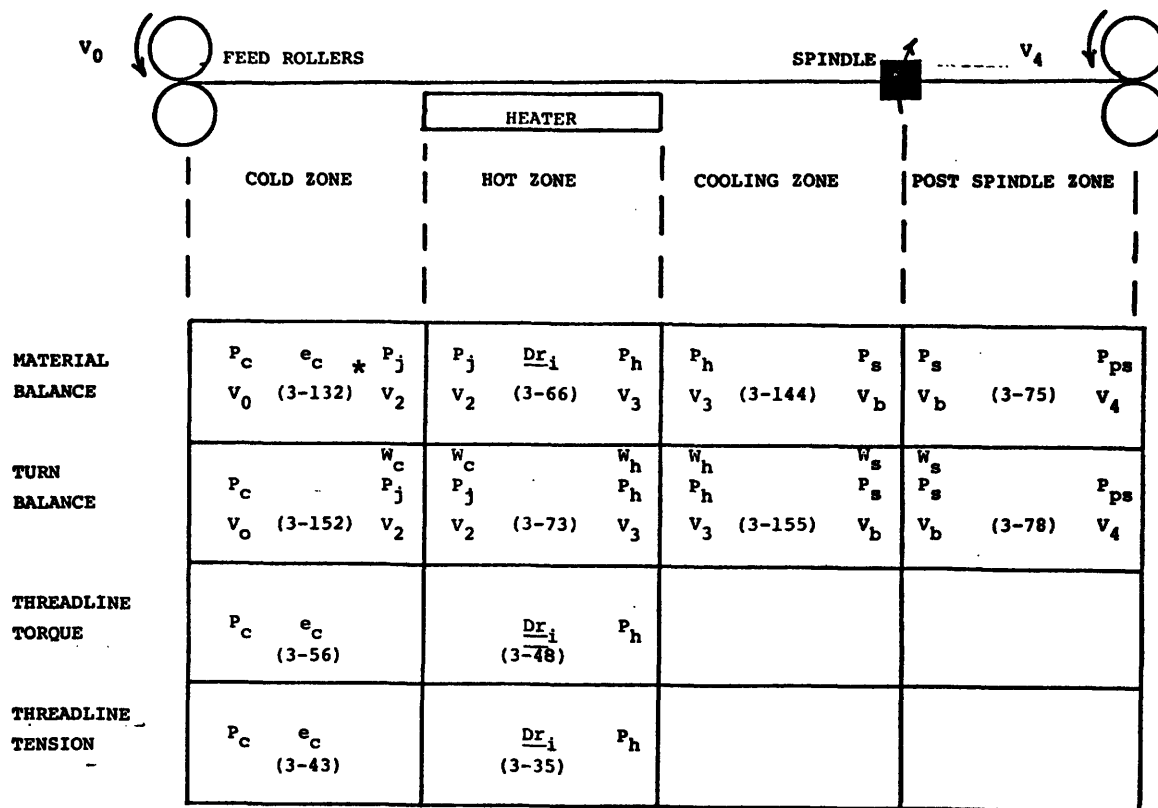 V0 FEED ROLLERS SPINDLE V4
HEATER
COLD ZONE HOT ZONE COOLING ZONE POST SPINDLE ZONE
MATERIAL BALANCE
Pc ec * Pj Pj Dri Ph Ph Ps Ps Pps
V0 (3-132) V2 V2 (3-66) V3 V3 (3-144) Vb Vb (3-75) V4
TURN BALANCE
Wc Wc Wh Wh Ws Ws
Pc Pj Pj Ph Ph Ps Ps Pps
Vo (3-152) V2 V2 (3-73) V3 V3 (3-155) Vb Vb (3-78) V4
THREADLINE TORQUE
Pc ec Dri Ph
(3-56) (3-48)
THREADLINE TENSION
Pc ec Dri Ph
(3-43) (3-35)